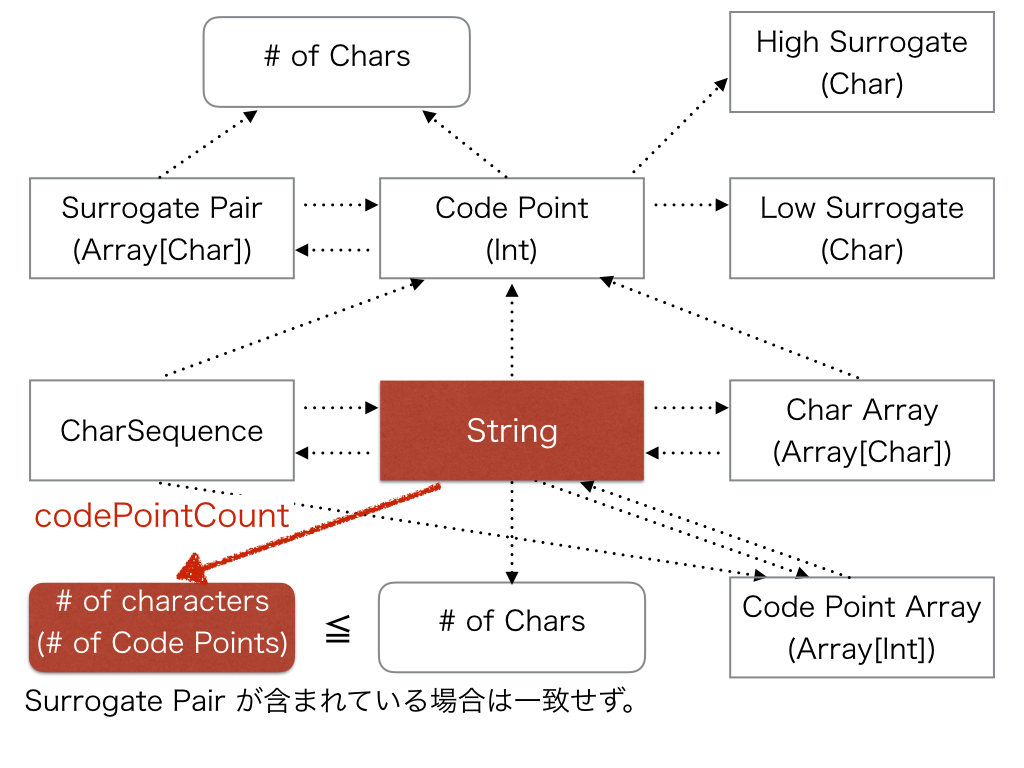 # of Chars
High Surrogate
(Char)
Surrogate Pair
(Array[Char])
Code Point
(Int)
Low Surrogate
(Char)
CharSequence
String
Char Array
(Array[Char])
codePointCount
# of characters
(# of Code Points)
≦
# of Chars
Code Point Array
(Array[Int])
Surrogate Pair が含まれている場合は一致せず。